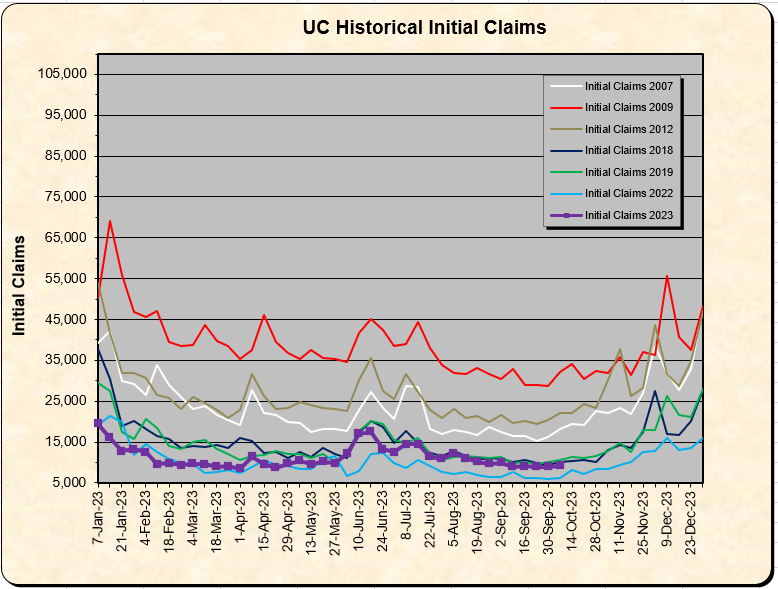 UC Historical Initial Claims
105,000
95,000
85,000
75,000
65,000
55,000
45,000
35,000
25,000
15,000
5,000
Initial Claims
Initial Claims 2007
Initial Claims 2009
Initial Claims 2012
Initial Claims 2018
Initial Claims 2019
Initial Claims 2022
Initial Claims 2023
7-Jan-23
21-Jan-23
4-Feb-23
18-Feb-23
4-Mar-23
18-Mar-23
1-Apr-23
15-Apr-23
29-Apr-23
13-May-23
27-May-23
10-Jun-23
24-Jun-23
8-Jul-23
22-Jul-23
5-Aug-23
19-Aug-23
2-Sep-23
16-Sep-23
30-Sep-23
14-Oct-23
28-Oct-23
11-Nov-23
25-Nov-23
9-Dec-23
23-Dec-23